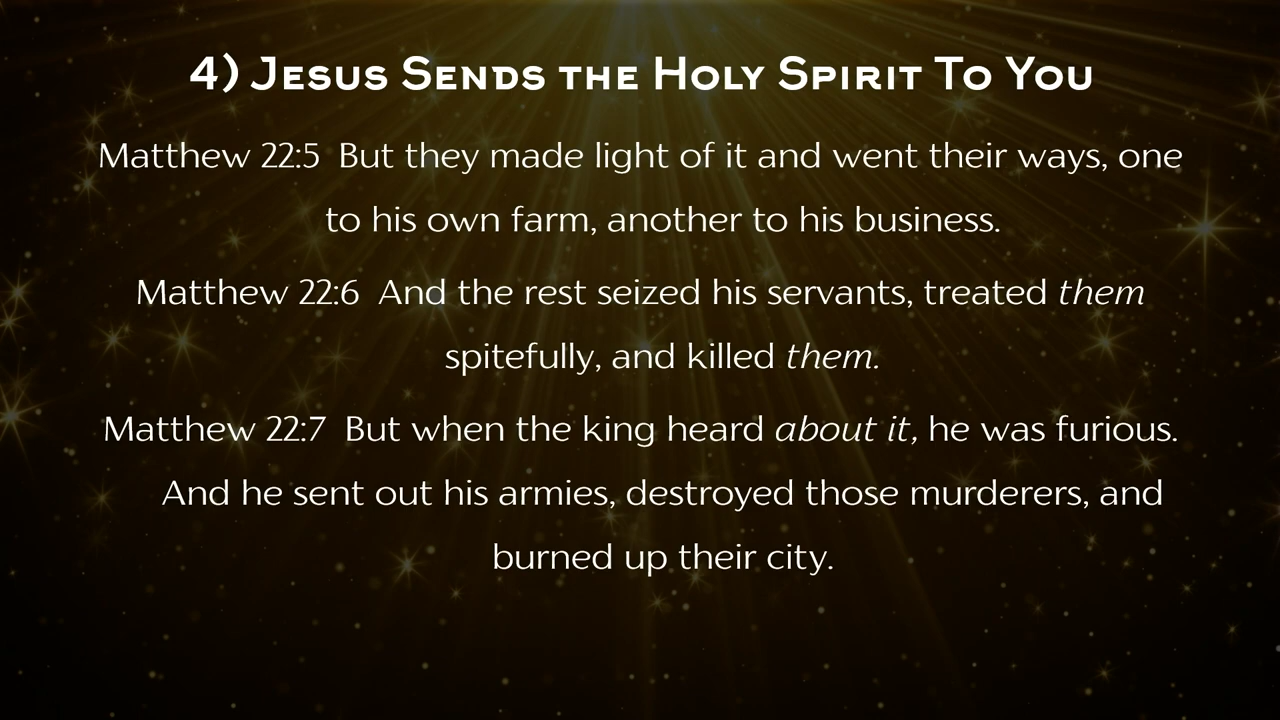 4) Jesus Sends the Holy Spirit To You
Matthew 22:5 But they made light of it and went their ways, one
to his own farm, another to his business.
Matthew 22:6 And the rest seized his servants, treated them
spitefully, and killed them.
Matthew 22:7 But when the king heard about it, he was furious.
And he sent out his armies, destroyed those murderers, and
burned up their city.